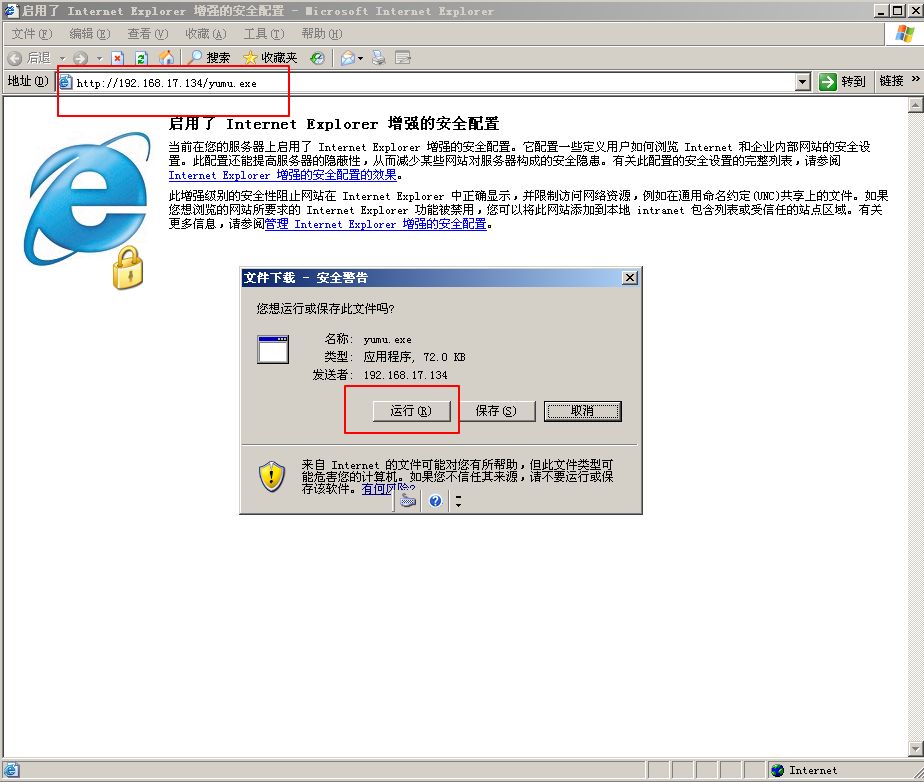 启用了 Internet Explorer 增强的安全配置 - Microsoft Internet Explorer
文件(F) 编辑(E) 查看(V) 收藏(A) 工具(T) 帮助(H)
后退 搜索 收藏夹
地址(D) http://192.168.17.134/yumu.exe 转到 链接 »
启用了 Internet Explorer 增强的安全配置
当前在您的服务器上启用了 Internet Explorer 增强的安全配置。它配置一些定义用户如何浏览 Internet 和企业内部网站的安全设
置。此配置还能提高服务器的隐蔽性，从而减少某些网站对服务器构成的安全隐患。有关此配置的安全设置的完整列表，请参阅
Internet Explorer 增强的安全配置的效果。
此增强级别的安全性阻止网站在 Internet Explorer 中正确显示，并限制访问网络资源，例如在通用命名约定(UNC)共享上的文件。如果
您想浏览的网站所要求的 Internet Explorer 功能被禁用，您可以将此网站添加到本地 intranet 包含列表或受信任的站点区域。有关
更多信息，请参阅管理 Internet Explorer 增强的安全配置。
文件下载 - 安全警告
您想运行或保存此文件吗?
名称: yumu.exe
类型: 应用程序, 72.0 KB
发送者: 192.168.17.134
运行(R) 保存(S) 取消
来自 Internet 的文件可能对您有所帮助，但此文件类型可
能危害您的计算机。如果您不信任其来源，请不要运行或保
存该软件。有何风险?
Internet